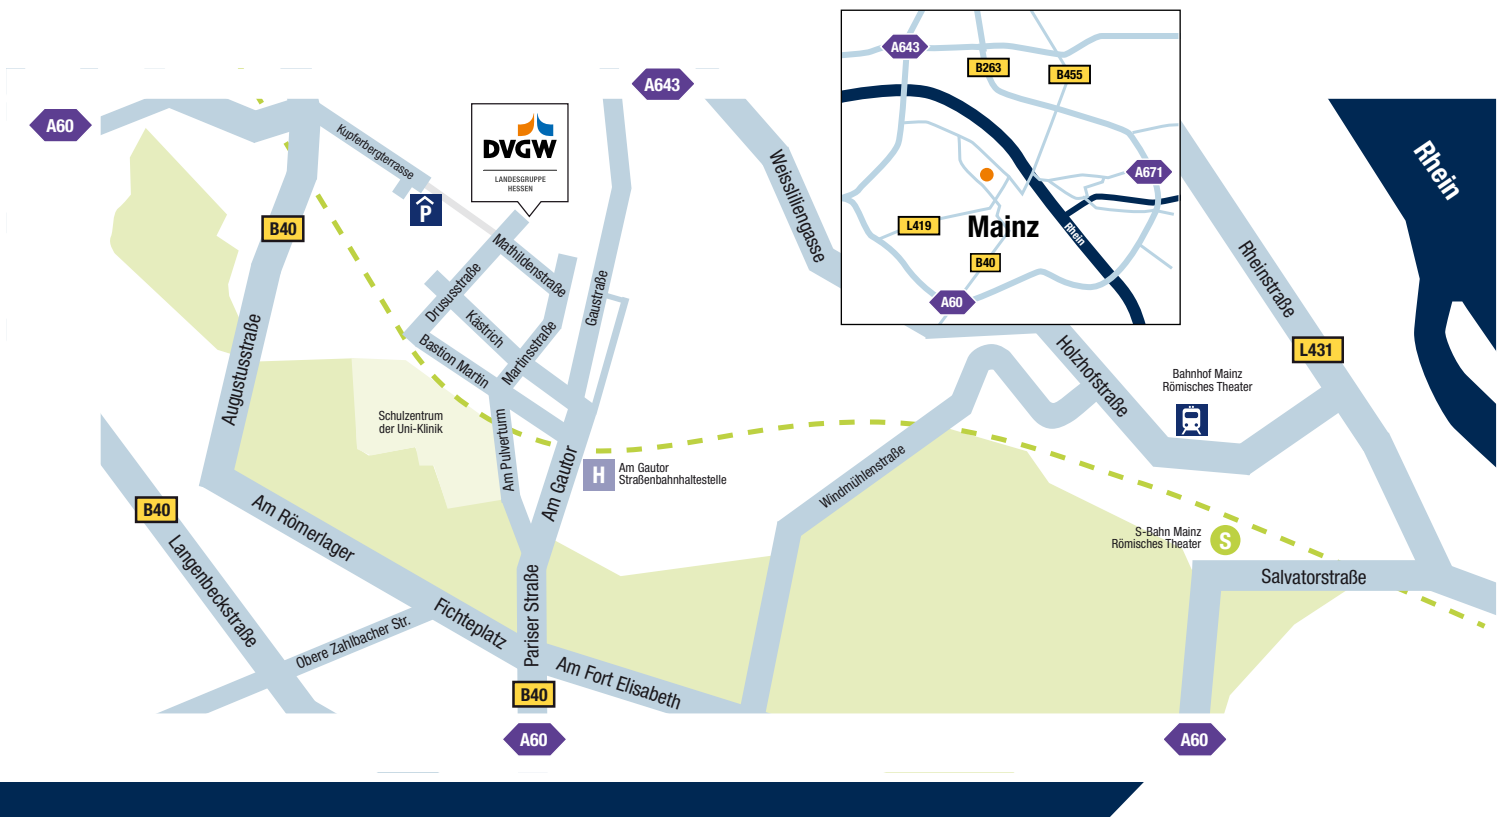 A60
B40
Kupferbergterrasse
P
DVGW
LANDESGRUPPE
HESSEN
A643
Weissliliengasse
A643
B263
B455
A671
L419
Mainz
Rhein
B40
A60
Rhein
Rheinstraße
L431
Mathildenstraße
Drususstraße
Kästrich
Gaustraße
Martinsstraße
Bastion Martin
Augustusstraße
Schulzentrum
der Uni-Klinik
Am Pulverturm
Am Gautor
H
Am Gautor
Straßenbahnhaltestelle
Windmühlenstraße
Holzhofstraße
Bahnhof Mainz
Römisches Theater
S-Bahn Mainz
Römisches Theater
S
Salvatorstraße
B40
Langenbeckstraße
Am Römerlager
Obere Zahlbacher Str.
Fichteplatz
Pariser Straße
Am Fort Elisabeth
B40
A60
A60